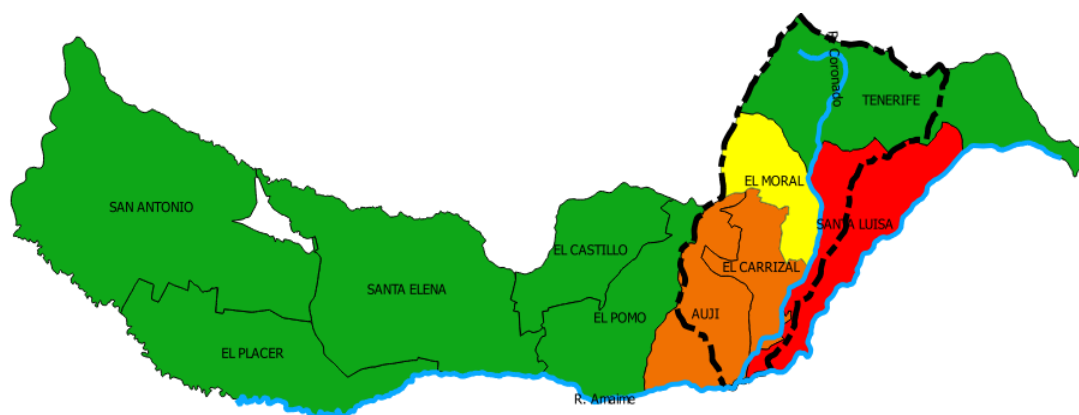 R. Coronado
TENERIFE
EL MORAL
SAN ANTONIO
SANTA LUISA
EL CASTILLO
EL CARRIZAL
SANTA ELENA
EL POMO
AUJI
EL PLACER
R. Amaime